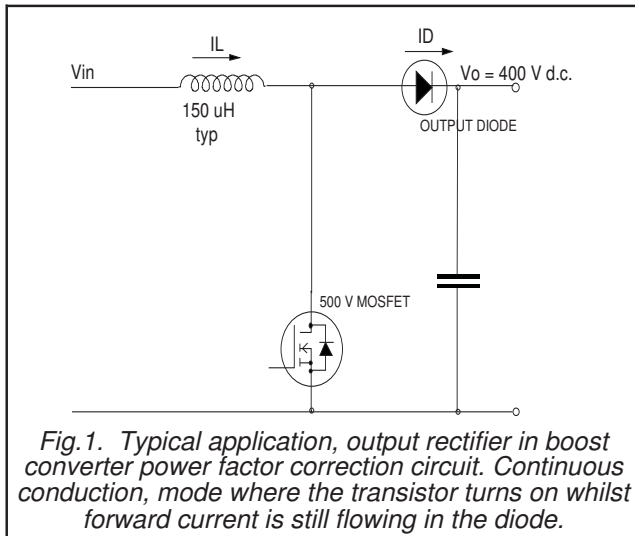 IL
ID
Vin
Vo = 400 V d.c.
150 uH
typ
OUTPUT DIODE
500 V MOSFET
Fig.1. Typical application, output rectifier in boost
converter power factor correction circuit. Continuous
conduction, mode where the transistor turns on whilst
forward current is still flowing in the diode.